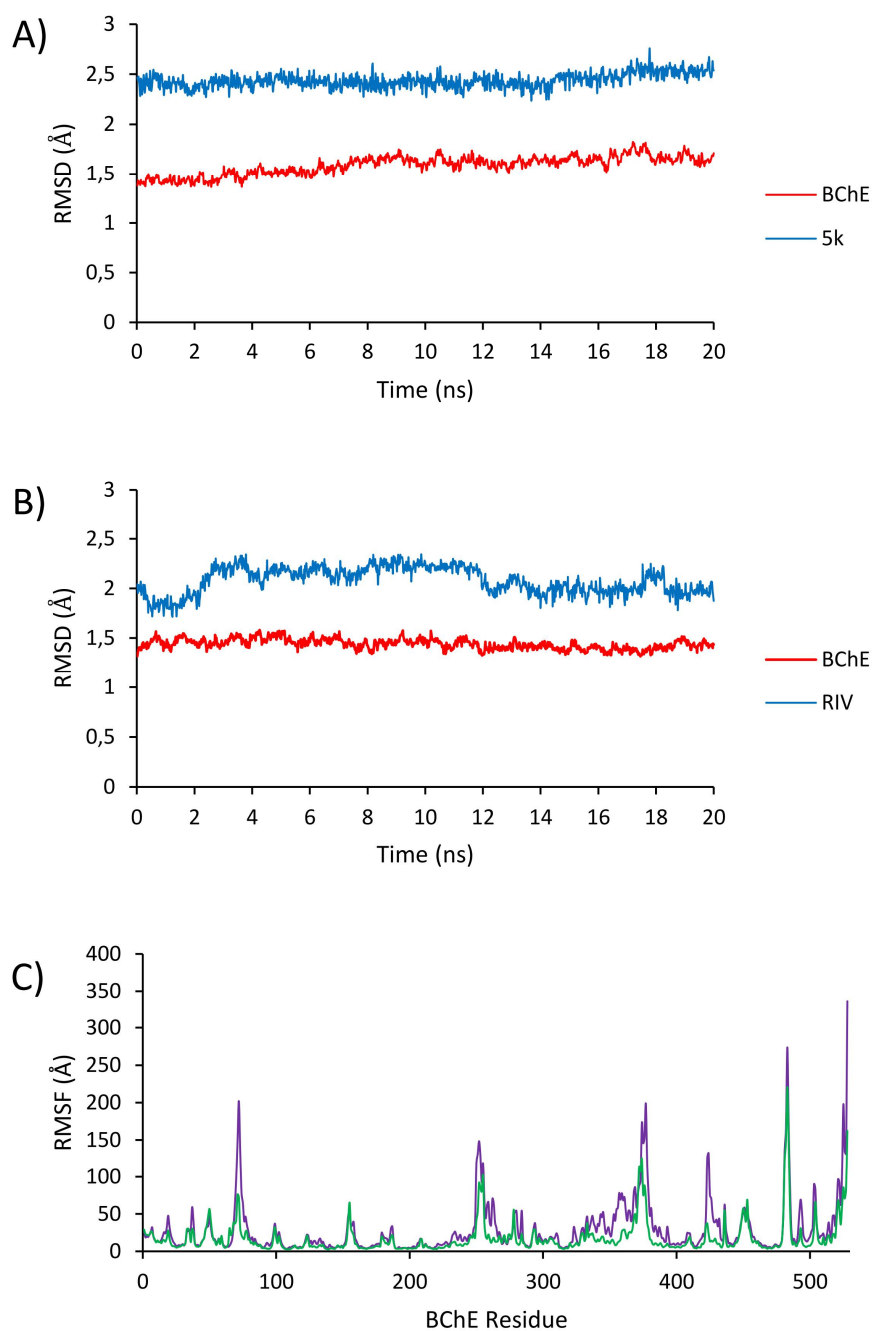 A)
3
2,5
2
1,5
1
0,5
0
RMSD (Å)
0 2 4 6 8 10 12 14 16 18 20
Time (ns)
BChE
5k
B)
3
2,5
2
1,5
1
0,5
0
RMSD (Å)
0 2 4 6 8 10 12 14 16 18 20
Time (ns)
BChE
RIV
C)
400
350
300
250
200
150
100
50
0
RMSF (Å)
0 100 200 300 400 500
BChE Residue